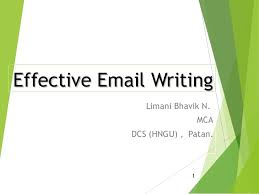 Effective Email Writing
Limani Bhavik N.
MCA
DCS (HNGU) , Patan.
1